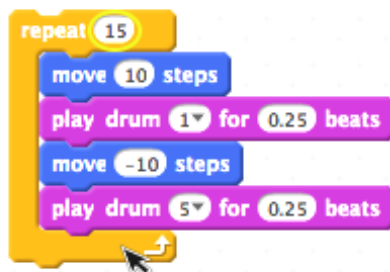 repeat 15
move 10 steps
play drum 1 for 0.25 beats
move -10 steps
play drum 5 for 0.25 beats